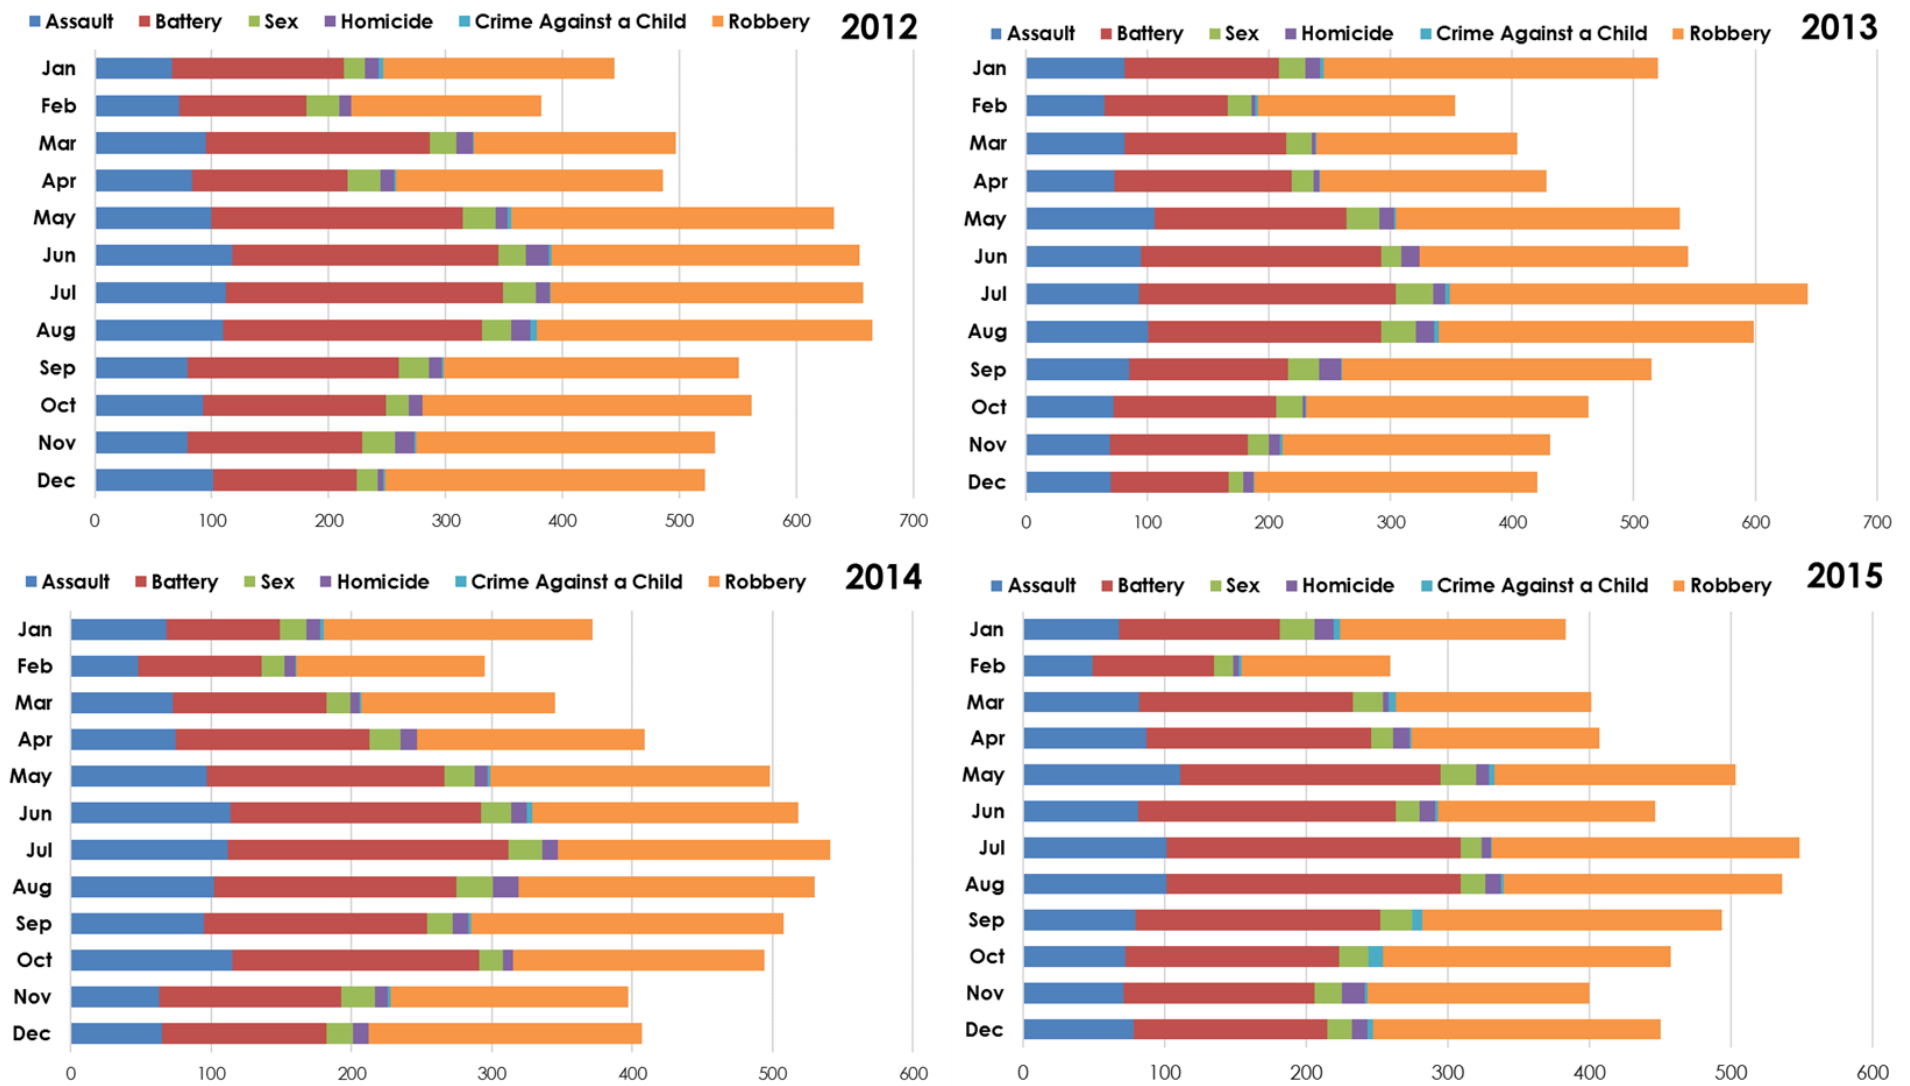 Assault Battery Sex Homicide Crime Against a Child Robbery 2012
Jan
Feb
Mar
Apr
May
Jun
Jul
Aug
Sep
Oct
Nov
Dec
0 100 200 300 400 500 600 700
Assault Battery Sex Homicide Crime Against a Child Robbery 2013
Jan
Feb
Mar
Apr
May
Jun
Jul
Aug
Sep
Oct
Nov
Dec
0 100 200 300 400 500 600 700
Assault Battery Sex Homicide Crime Against a Child Robbery 2014
Jan
Feb
Mar
Apr
May
Jun
Jul
Aug
Sep
Oct
Nov
Dec
0 100 200 300 400 500 600
Assault Battery Sex Homicide Crime Against a Child Robbery 2015
Jan
Feb
Mar
Apr
May
Jun
Jul
Aug
Sep
Oct
Nov
Dec
0 100 200 300 400 500 600